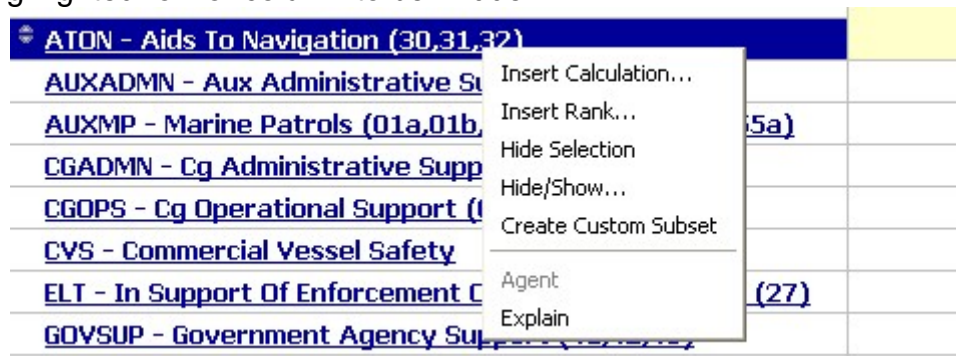 ATON - Aids To Navigation (30,31,32)
AUXADMN - Aux Administrative
AUXMP - Marine Patrols (01a,01b, 55a)
CGADMN - Cg Administrative
CGOPS - Cg Operational Support
CVS - Commercial Vessel Safety
ELT - In Support Of Enforcement (27)
GOVSUP - Government Agency
Insert Calculation...
Insert Rank...
Hide Selection
Hide/Show...
Create Custom Subset
Agent
Explain